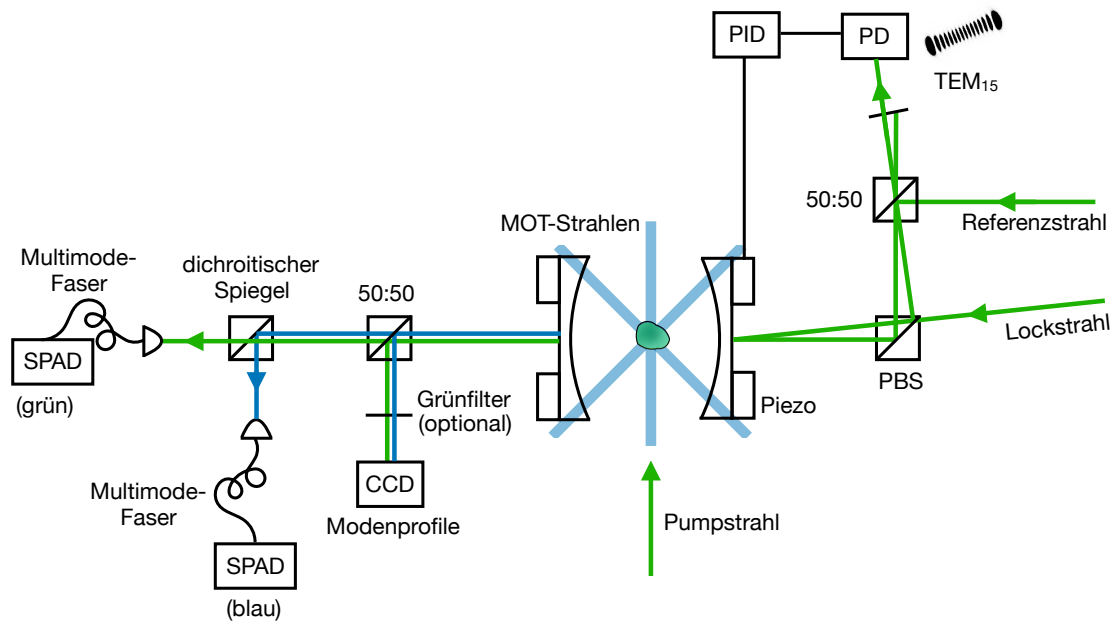 PID
PD
TEM₁₅
50:50
Referenzstrahl
MOT-Strahlen
Multimode-
Faser
dichroitischer
Spiegel
50:50
Lockstrahl
SPAD
(grün)
PBS
Grünfilter
(optional)
Piezo
Multimode-
Faser
CCD
Modenprofile
Pumpstrahl
SPAD
(blau)